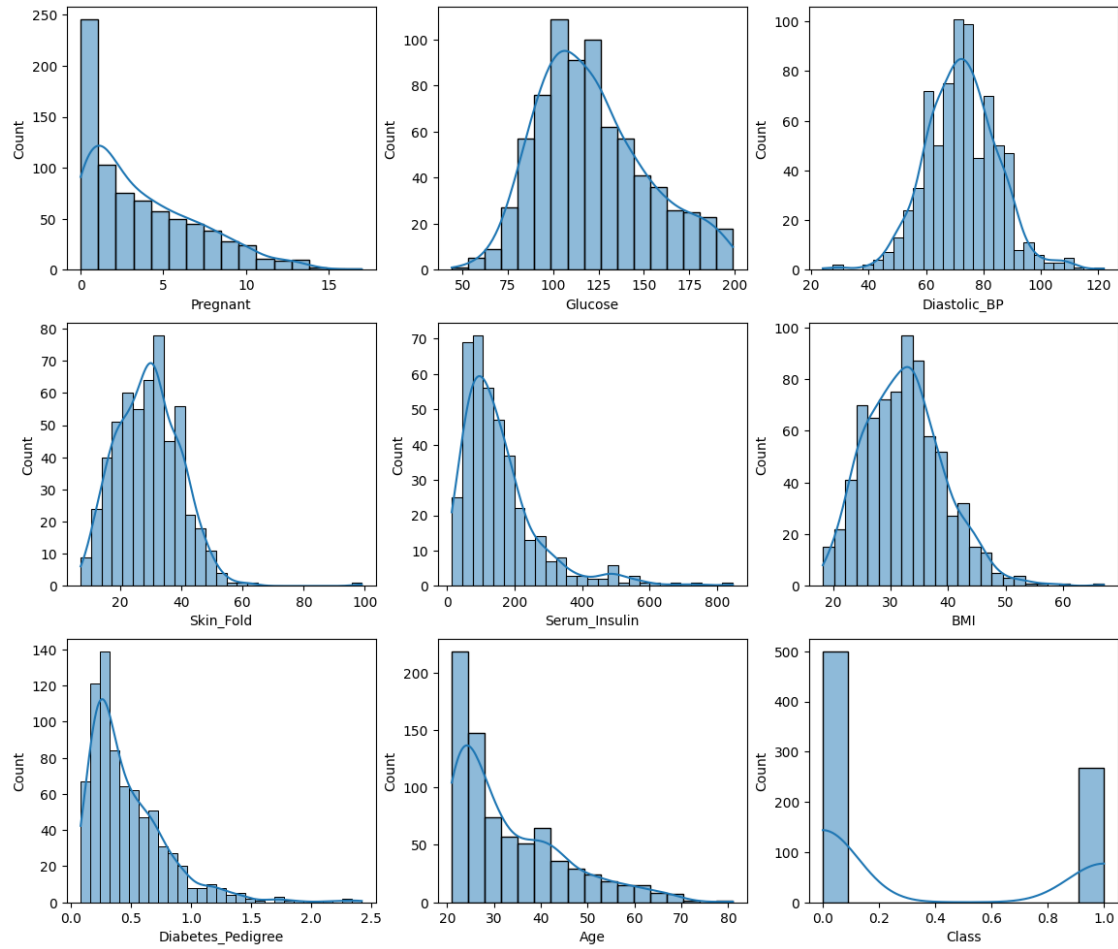 250
200
150
100
50
0
Count
0 5 10 15
Pregnant
100
80
60
40
20
0
Count
50 75 100 125 150 175 200
Glucose
100
80
60
40
20
0
Count
20 40 60 80 100 120
Diastolic_BP
80
70
60
50
40
30
20
10
0
Count
20 40 60 80 100
Skin_Fold
70
60
50
40
30
20
10
0
Count
0 200 400 600 800
Serum_Insulin
100
80
60
40
20
0
Count
20 30 40 50 60
BMI
140
120
100
80
60
40
20
0
Count
0.0 0.5 1.0 1.5 2.0 2.5
Diabetes_Pedigree
200
150
100
50
0
Count
20 30 40 50 60 70 80
Age
500
400
300
200
100
0
Count
0.0 0.2 0.4 0.6 0.8 1.0
Class